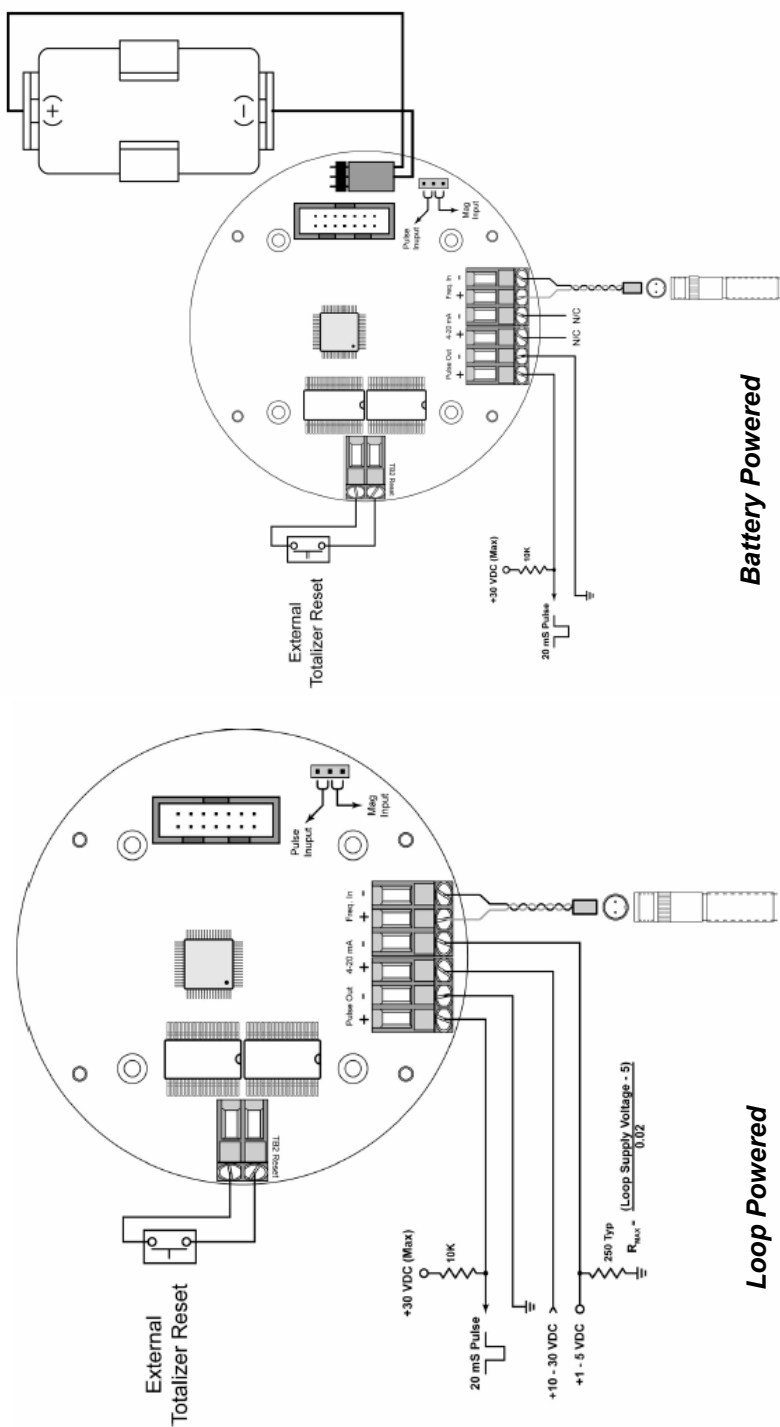 (+)
(-)
Pulse
Inuput
Mag
Input
Pulse Out
4-20 mA
Freq. In
+ - + - + -
N/C N/C
TB2 Reset
External
Totalizer Reset
+30 VDC (Max)
10K
20 mS Pulse
Battery Powered
Pulse
Inuput
Mag
Input
Pulse Out
4-20 mA
Freq. In
+ - + - + -
TB2 Reset
External
Totalizer Reset
+30 VDC (Max)
10K
20 mS Pulse
+10 - 30 VDC
+1 - 5 VDC
250 Typ
RMAX = (Loop Supply Voltage - 5)
0.02
Loop Powered